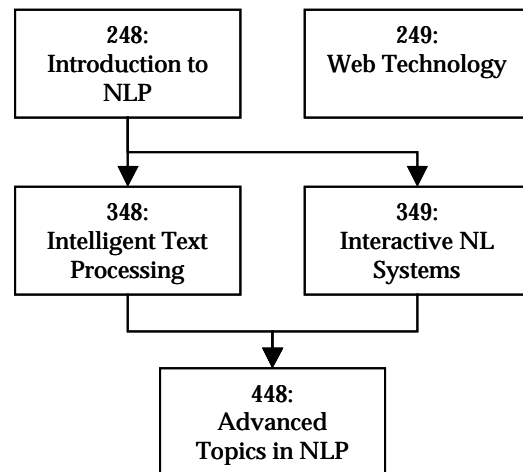 248:
Introduction to
NLP
249:
Web Technology
348:
Intelligent Text
Processing
349:
Interactive NL
Systems
448:
Advanced
Topics in NLP